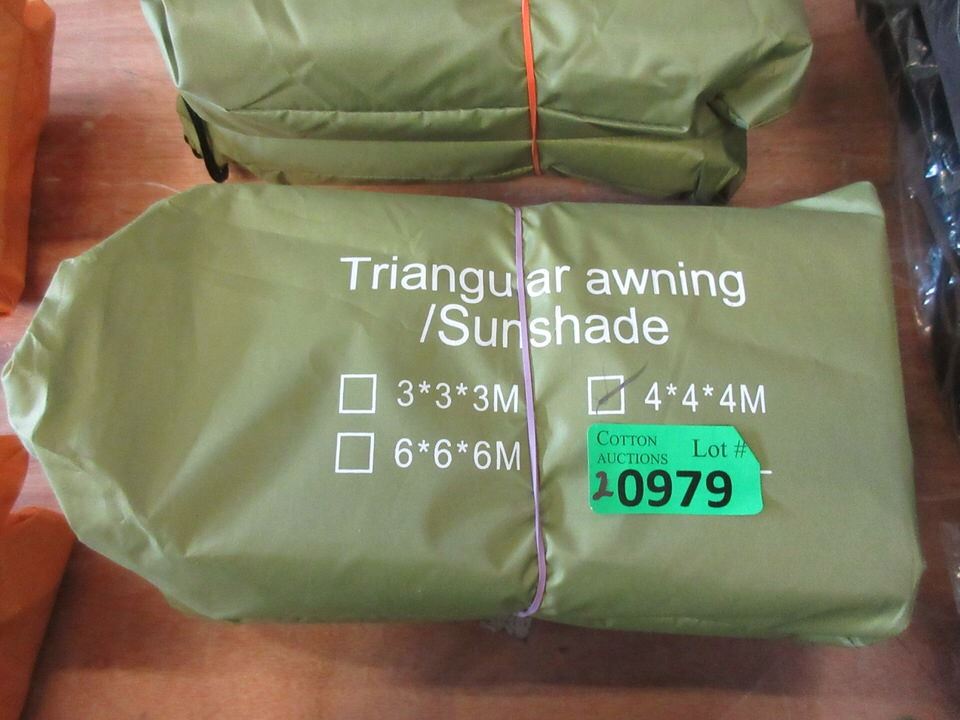 Triangular awning
/Sunshade
☐ 3*3*3M ☑ 4*4*4M
☐ 6*6*6M
COTTON
AUCTIONS Lot #
20979